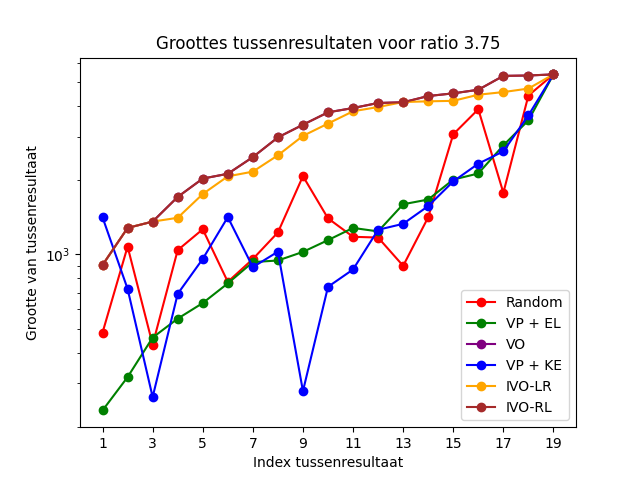 Groottes tussenresultaten voor ratio 3.75
Grootte van tussenresultaat
10³
Random
VP + EL
VO
VP + KE
IVO-LR
IVO-RL
1 3 5 7 9 11 13 15 17 19
Index tussenresultaat